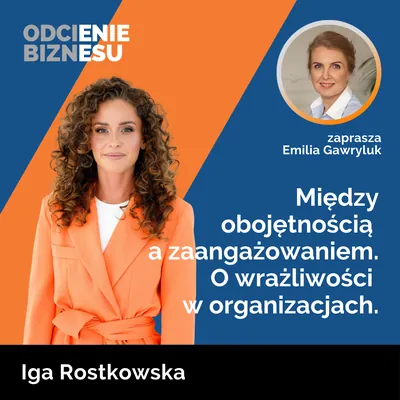 ODCIENIE
BIZNESU
zaprasza
Emilia Gawryluk
Między
obojętnością
a zaangażowaniem.
O wrażliwości
w organizacjach.
Iga Rostkowska